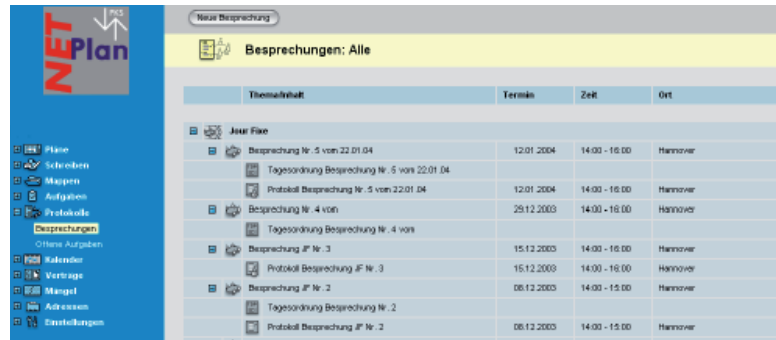 PKS
NETPlan
Neue Besprechung
Besprechungen: Alle
Thema/Inhalt Termin Zeit Ort
Jour Fixe
Besprechung Nr. 5 vom 22.01.04 12.01.2004 14:00 - 16:00 Hannover
Tagesordnung Besprechung Nr. 5 vom 22.01.04
Protokoll Besprechung Nr. 5 vom 22.01.04 12.01.2004 14:00 - 16:00 Hannover
Besprechung Nr. 4 vom 29.12.2003 14:00 - 16:00 Hannover
Tagesordnung Besprechung Nr. 4 vom
Besprechung JF Nr. 3 15.12.2003 14:00 - 16:00 Hannover
Protokoll Besprechung JF Nr. 3 15.12.2003 14:00 - 16:00 Hannover
Besprechung JF Nr. 2 08.12.2003 14:00 - 15:00 Hannover
Tagesordnung Besprechung Nr. 2
Protokoll Besprechung JF Nr. 2 08.12.2003 14:00 - 15:00 Hannover
Pläne
Schreiben
Mappen
Aufgaben
Protokolle
Besprechungen
Offene Aufgaben
Kalender
Verträge
Mängel
Adressen
Einstellungen